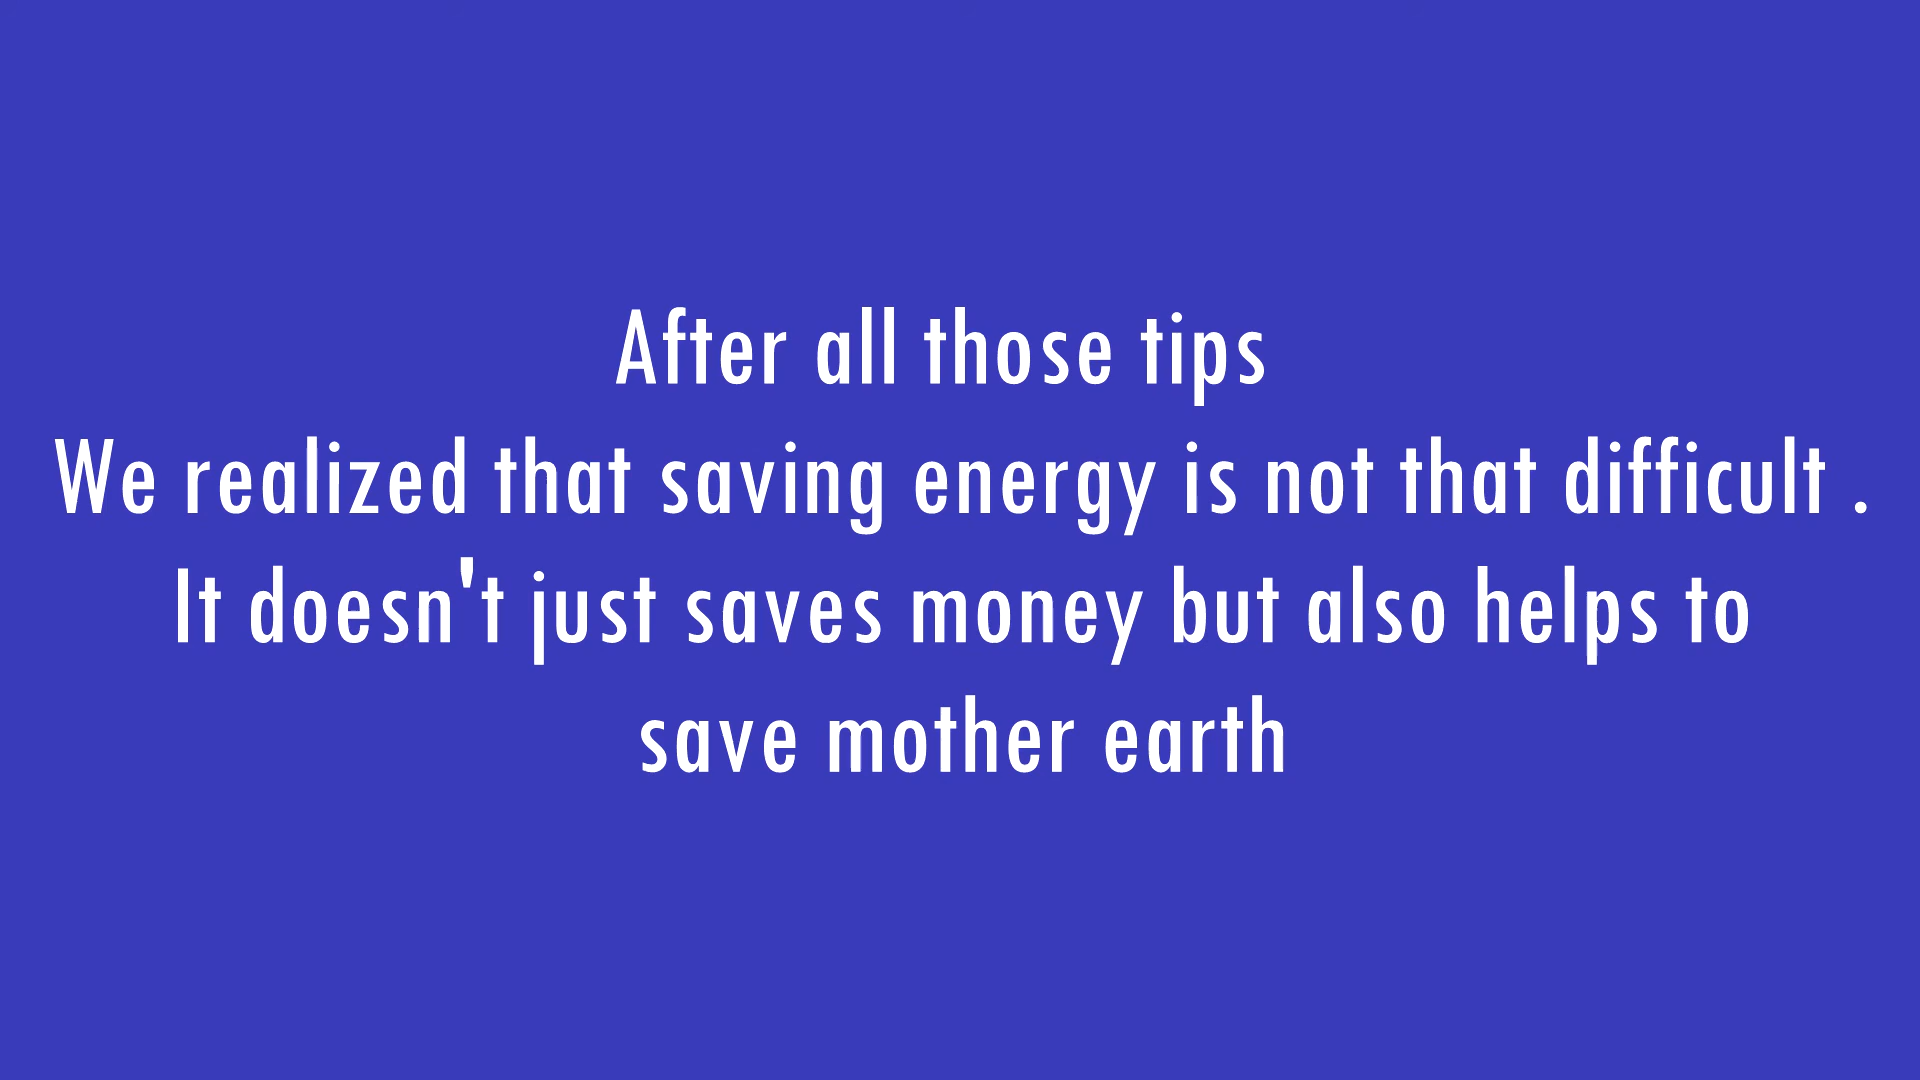 After all those tips
We realized that saving energy is not that difficult .
It doesn't just saves money but also helps to
save mother earth